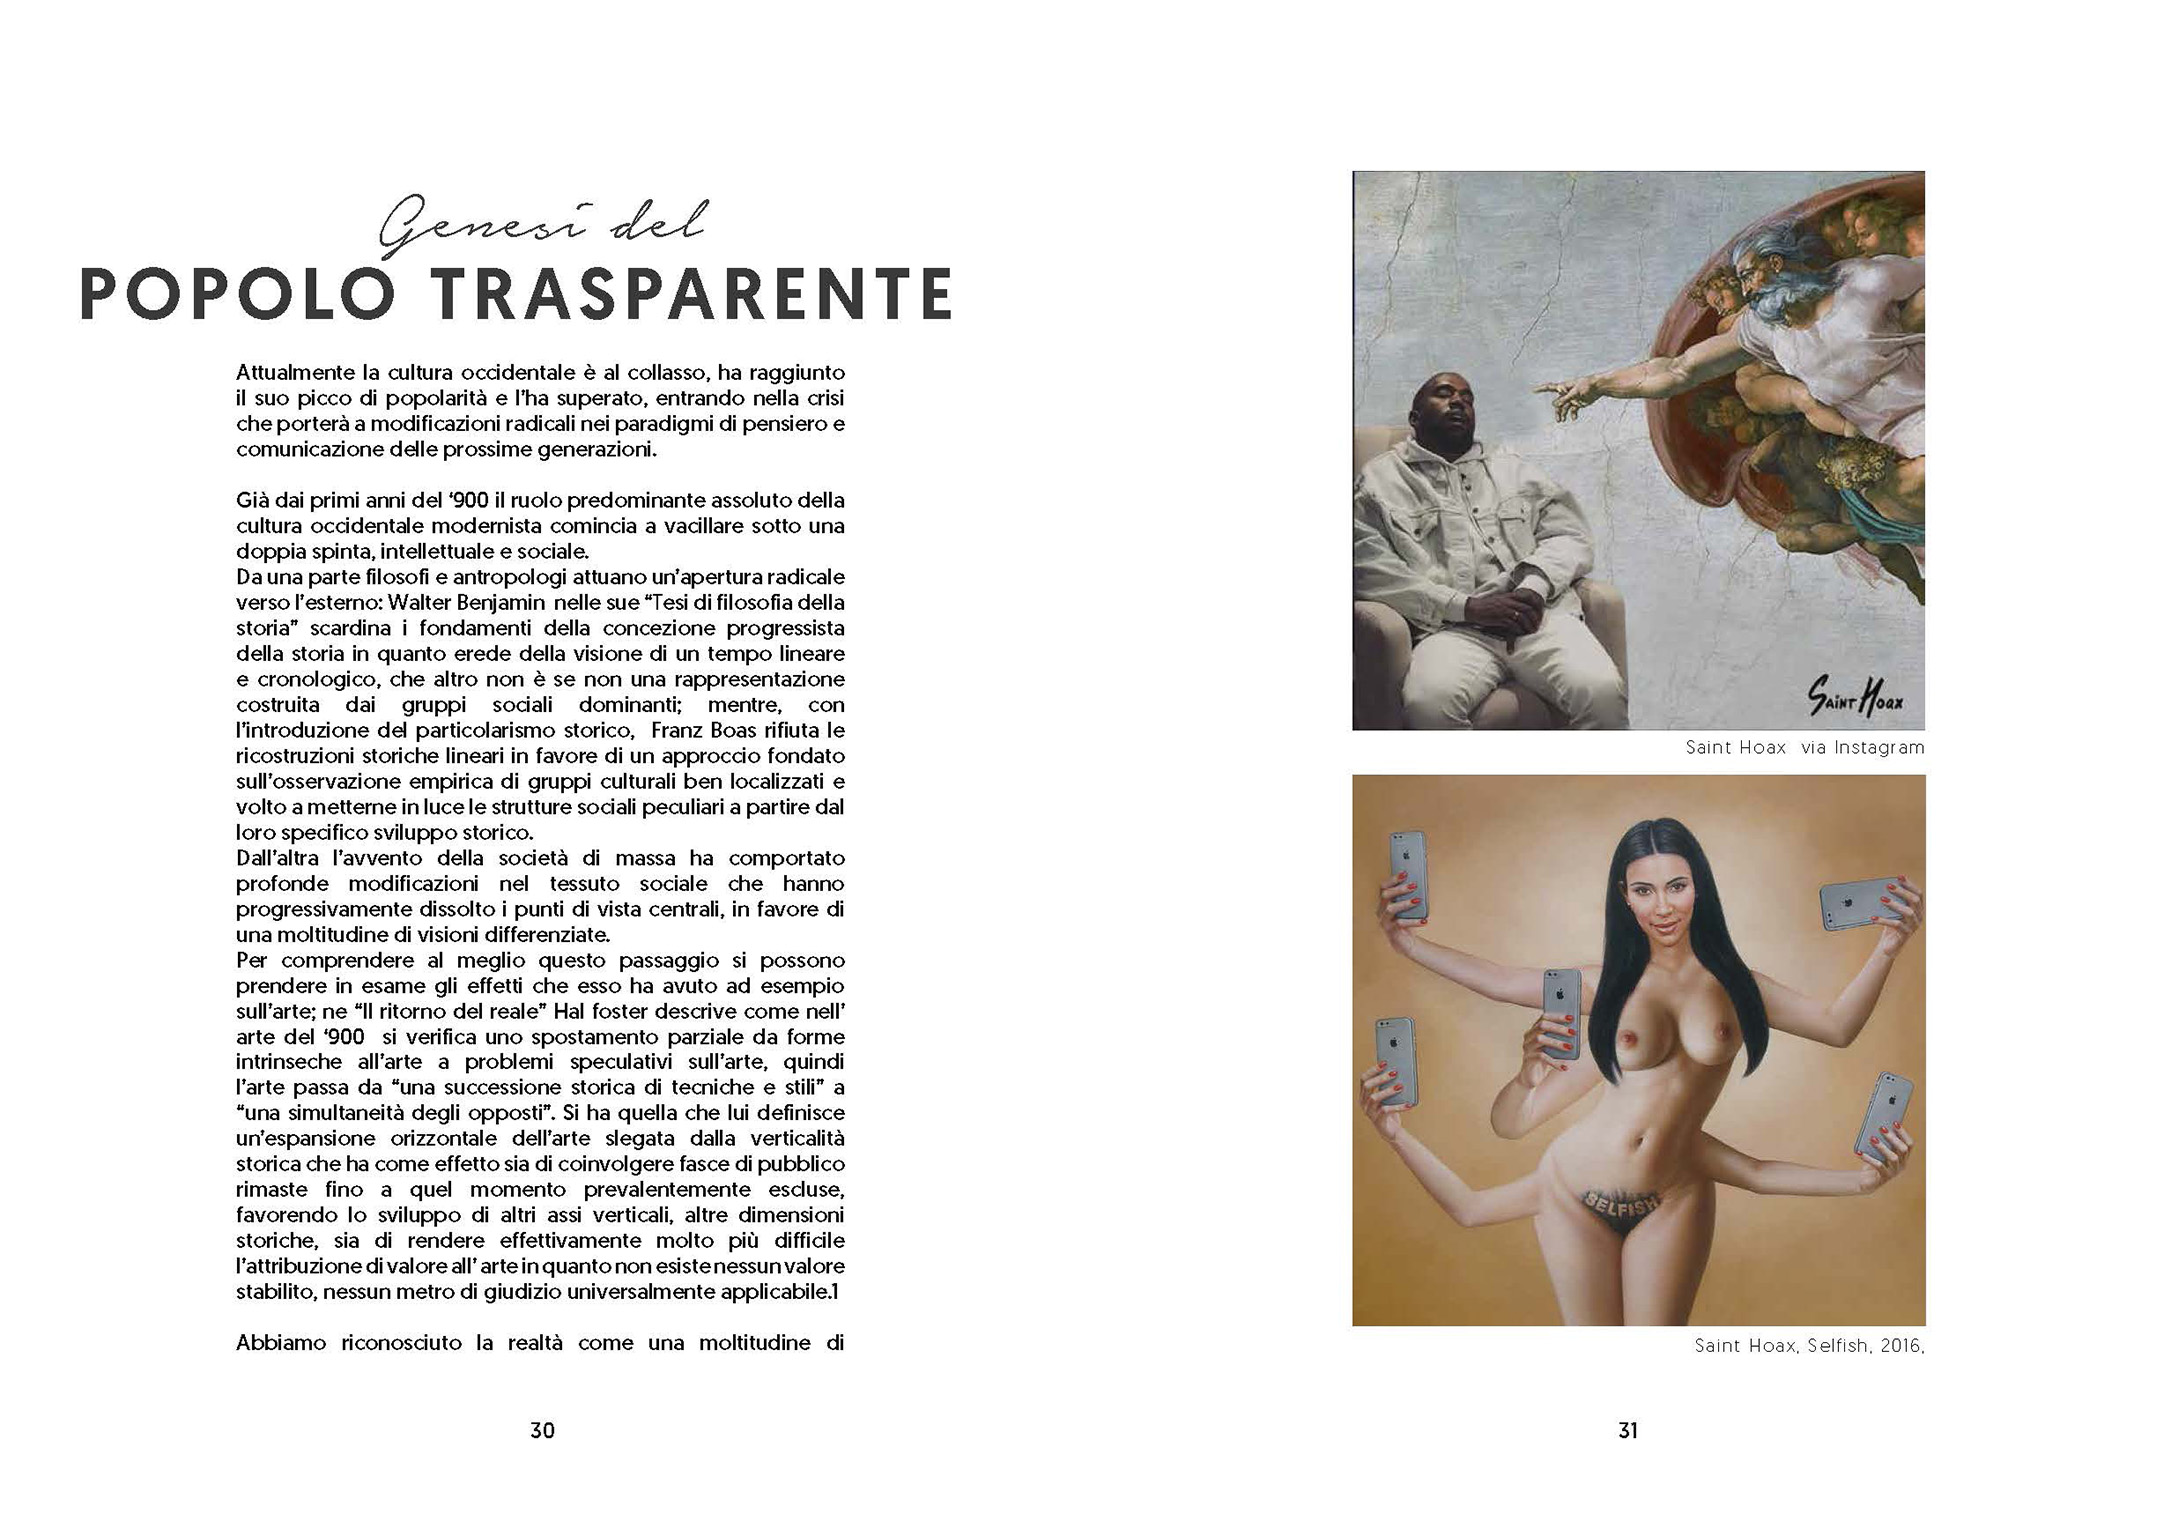 Genesi del
POPOLO TRASPARENTE
Attualmente la cultura occidentale è al collasso, ha raggiunto
il suo picco di popolarità e l'ha superato, entrando nella crisi
che porterà a modificazioni radicali nei paradigmi di pensiero e
comunicazione delle prossime generazioni.
Già dai primi anni del ‘900 il ruolo predominante assoluto della
cultura occidentale modernista comincia a vacillare sotto una
doppia spinta, intellettuale e sociale.
Da una parte filosofi e antropologi attuano un'apertura radicale
verso l'esterno: Walter Benjamin nelle sue “Tesi di filosofia della
storia” scardina i fondamenti della concezione progressista
della storia in quanto erede della visione di un tempo lineare
e cronologico, che altro non è se non una rappresentazione
costruita dai gruppi sociali dominanti; mentre, con
l'introduzione del particolarismo storico, Franz Boas rifiuta le
ricostruzioni storiche lineari in favore di un approccio fondato
sull'osservazione empirica di gruppi culturali ben localizzati e
volto a metterne in luce le strutture sociali peculiari a partire dal
loro specifico sviluppo storico.
Dall'altra l'avvento della società di massa ha comportato
profonde modificazioni nel tessuto sociale che hanno
progressivamente dissolto i punti di vista centrali, in favore di
una moltitudine di visioni differenziate.
Per comprendere al meglio questo passaggio si possono
prendere in esame gli effetti che esso ha avuto ad esempio
sull'arte; ne “Il ritorno del reale” Hal foster descrive come nell'
arte del ‘900 si verifica uno spostamento parziale da forme
intrinseche all'arte a problemi speculativi sull'arte, quindi
l'arte passa da “una successione storica di tecniche e stili” a
“una simultaneità degli opposti”. Si ha quella che lui definisce
un'espansione orizzontale dell'arte slegata dalla verticalità
storica che ha come effetto sia di coinvolgere fasce di pubblico
rimaste fino a quel momento prevalentemente escluse,
favorendo lo sviluppo di altri assi verticali, altre dimensioni
storiche, sia di rendere effettivamente molto più difficile
l'attribuzione di valore all' arte in quanto non esiste nessun valore
stabilito, nessun metro di giudizio universalmente applicabile.1
Abbiamo riconosciuto la realtà come una moltitudine di
30
SAINT HOAX
Saint Hoax via Instagram
SELFISH
Saint Hoax, Selfish, 2016,
31